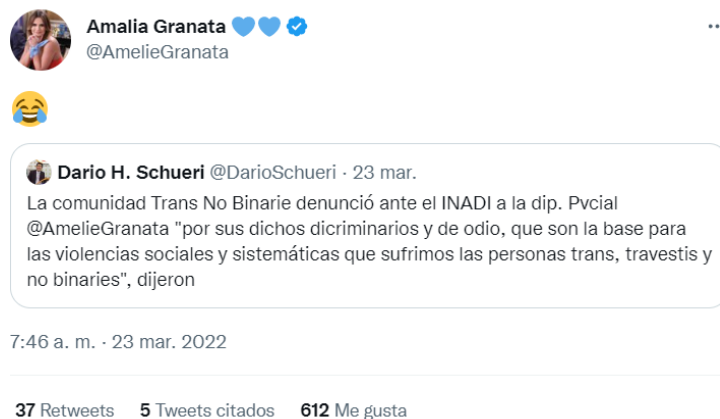 Amalia Granata 💙💙
@AmelieGranata
😂
Dario H. Schueri @DarioSchueri · 23 mar.
La comunidad Trans No Binarie denunció ante el INADI a la dip. Pvcial
@AmelieGranata "por sus dichos dicriminarios y de odio, que son la base para
las violencias sociales y sistemáticas que sufrimos las personas trans, travestis y
no binaries", dijeron
7:46 a. m. · 23 mar. 2022
37 Retweets 5 Tweets citados 612 Me gusta